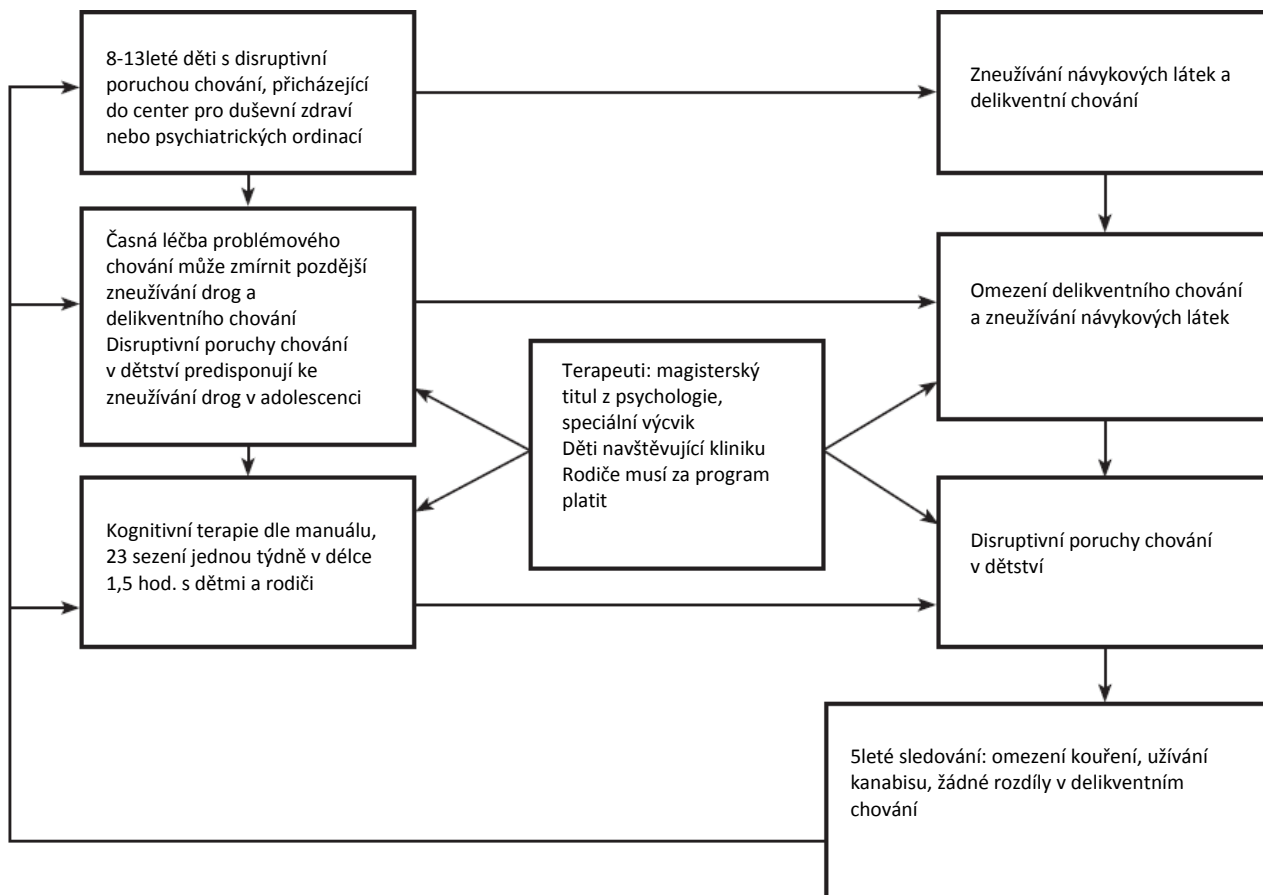 8-13leté děti s disruptivní
poruchou chování, přicházející
do center pro duševní zdraví
nebo psychiatrických ordinací
Zneužívání návykových látek a
delikventní chování
Časná léčba problémového
chování může zmírnit pozdější
zneužívání drog a
delikventního chování
Disruptivní poruchy chování
v dětství predisponují ke
zneužívání drog v adolescenci
Omezení delikventního chování
a zneužívání návykových látek
Terapeuti: magisterský
titul z psychologie,
speciální výcvik
Děti navštěvující kliniku
Rodiče musí za program
platit
Kognitivní terapie dle manuálu,
23 sezení jednou týdně v délce
1,5 hod. s dětmi a rodiči
Disruptivní poruchy chování
v dětství
5leté sledování: omezení kouření, užívání
kanabisu, žádné rozdíly v delikventním
chování